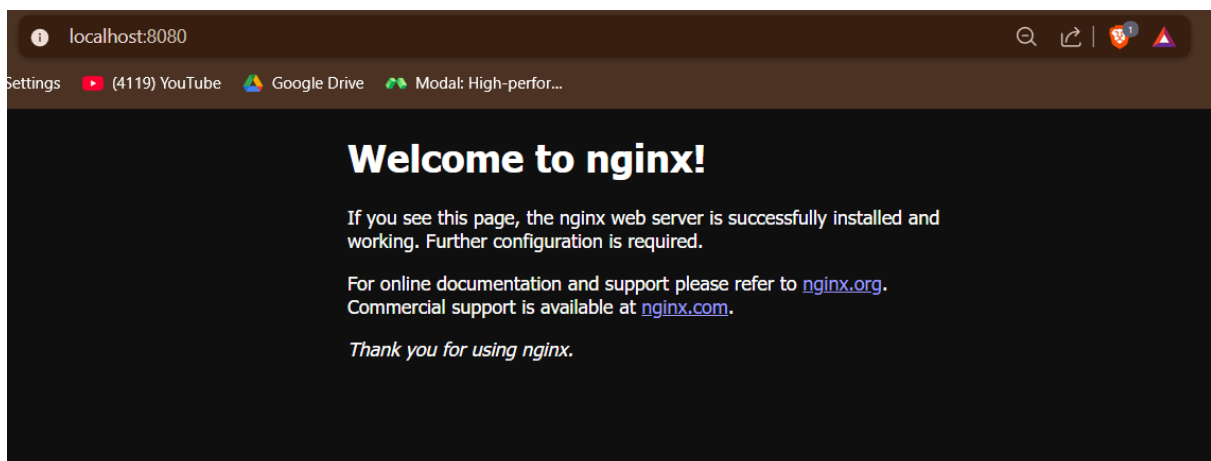 localhost:8080
1
Settings (4119) YouTube Google Drive Modal: High-perfor...
Welcome to nginx!
If you see this page, the nginx web server is successfully installed and
working. Further configuration is required.
For online documentation and support please refer to nginx.org.
Commercial support is available at nginx.com.
Thank you for using nginx.